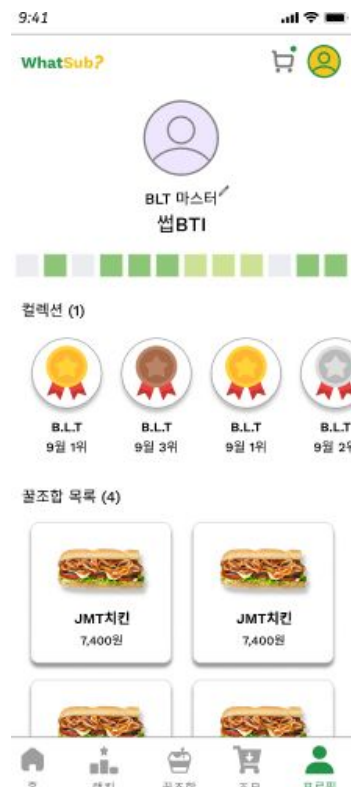 9:41
WhatSub?
BLT 마스터
썹BTI
컬렉션 (1)
B.L.T
9월 1위
B.L.T
9월 3위
B.L.T
9월 1위
B.L.T
9월 2위
꿀조합 목록 (4)
JMT치킨
7,400원
JMT치킨
7,400원